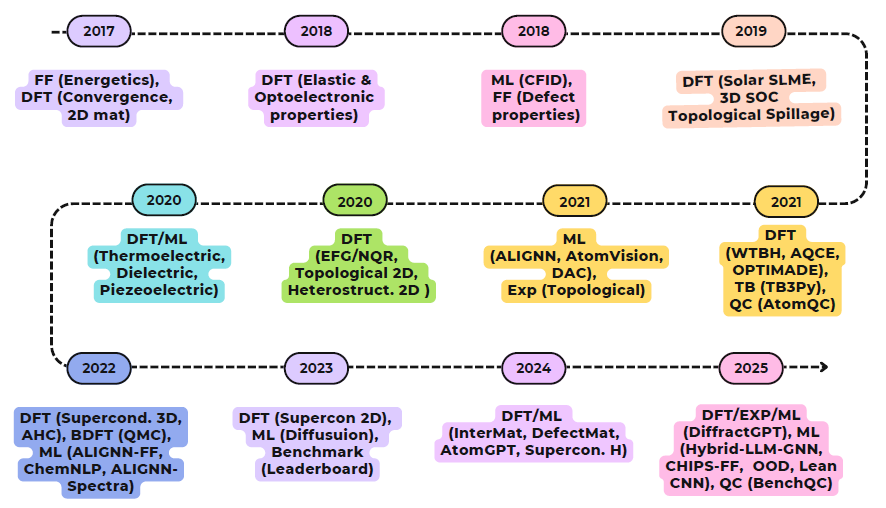 2017
2018
2018
2019
FF (Energetics),
DFT (Convergence,
2D mat)
DFT (Elastic &
Optoelectronic
properties)
ML (CFID),
FF (Defect
properties)
DFT (Solar SLME,
3D SOC
Topological Spillage)
2020
2020
2021
2021
DFT/ML
(Thermoelectric,
Dielectric,
Piezeoelectric)
DFT
(EFG/NQR,
Topological 2D,
Heterostruct. 2D )
ML
(ALIGNN, AtomVision,
DAC),
Exp (Topological)
DFT
(WTBH, AQCE,
OPTIMADE),
TB (TB3Py),
QC (AtomQC)
2022
2023
2024
2025
DFT (Supercond. 3D,
AHC), BDFT (QMC),
ML (ALIGNN-FF,
ChemNLP, ALIGNN-
Spectra)
DFT (Supercon 2D),
ML (Diffusuion),
Benchmark
(Leaderboard)
DFT/ML
(InterMat, DefectMat,
AtomGPT, Supercon. H)
DFT/EXP/ML
(DiffractGPT), ML
(Hybrid-LLM-GNN,
CHIPS-FF, OOD, Lean
CNN), QC (BenchQC)